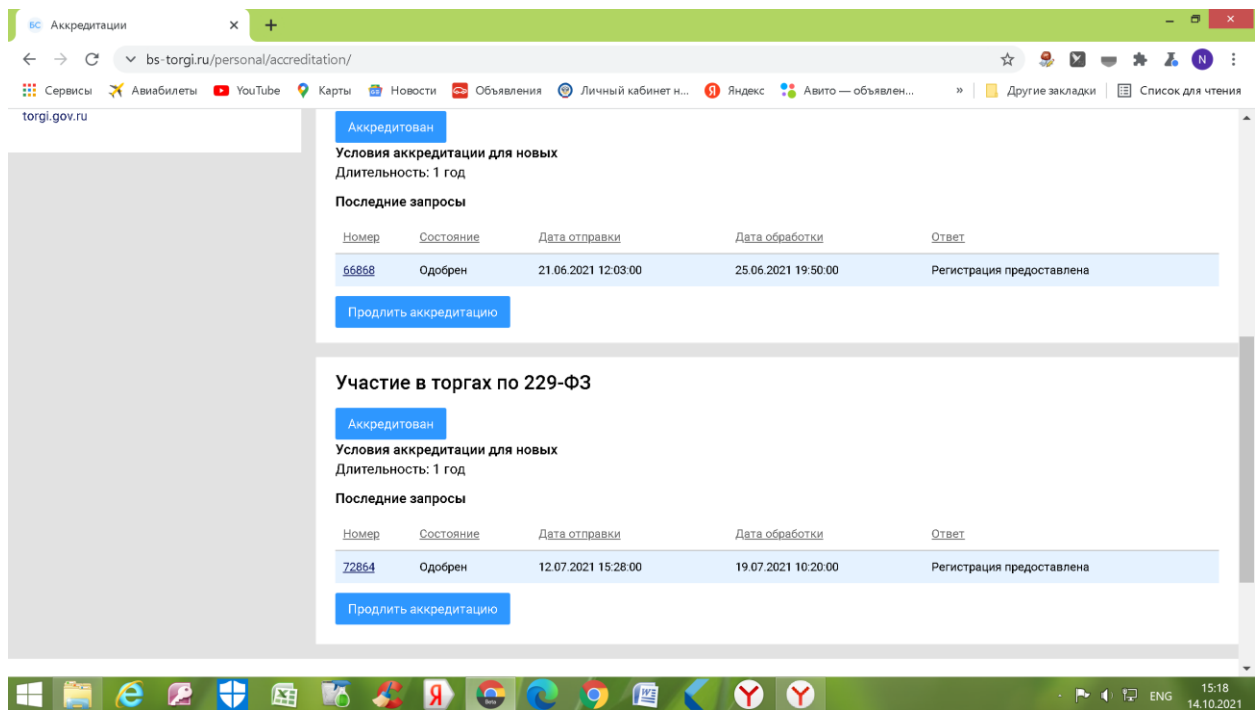 БС Аккредитации
bs-torgi.ru/personal/accreditation/
N
Сервисы Авиабилеты YouTube Карты Новости Объявления Личный кабинет н... Яндекс Авито — объявлен... » Другие закладки Список для чтения
torgi.gov.ru
Аккредитован
Условия аккредитации для новых
Длительность: 1 год
Последние запросы
Номер Состояние Дата отправки Дата обработки Ответ
66868 Одобрен 21.06.2021 12:03:00 25.06.2021 19:50:00 Регистрация предоставлена
Продлить аккредитацию
Участие в торгах по 229-ФЗ
Аккредитован
Условия аккредитации для новых
Длительность: 1 год
Последние запросы
Номер Состояние Дата отправки Дата обработки Ответ
72864 Одобрен 12.07.2021 15:28:00 19.07.2021 10:20:00 Регистрация предоставлена
Продлить аккредитацию
ENG 15:18
14.10.2021